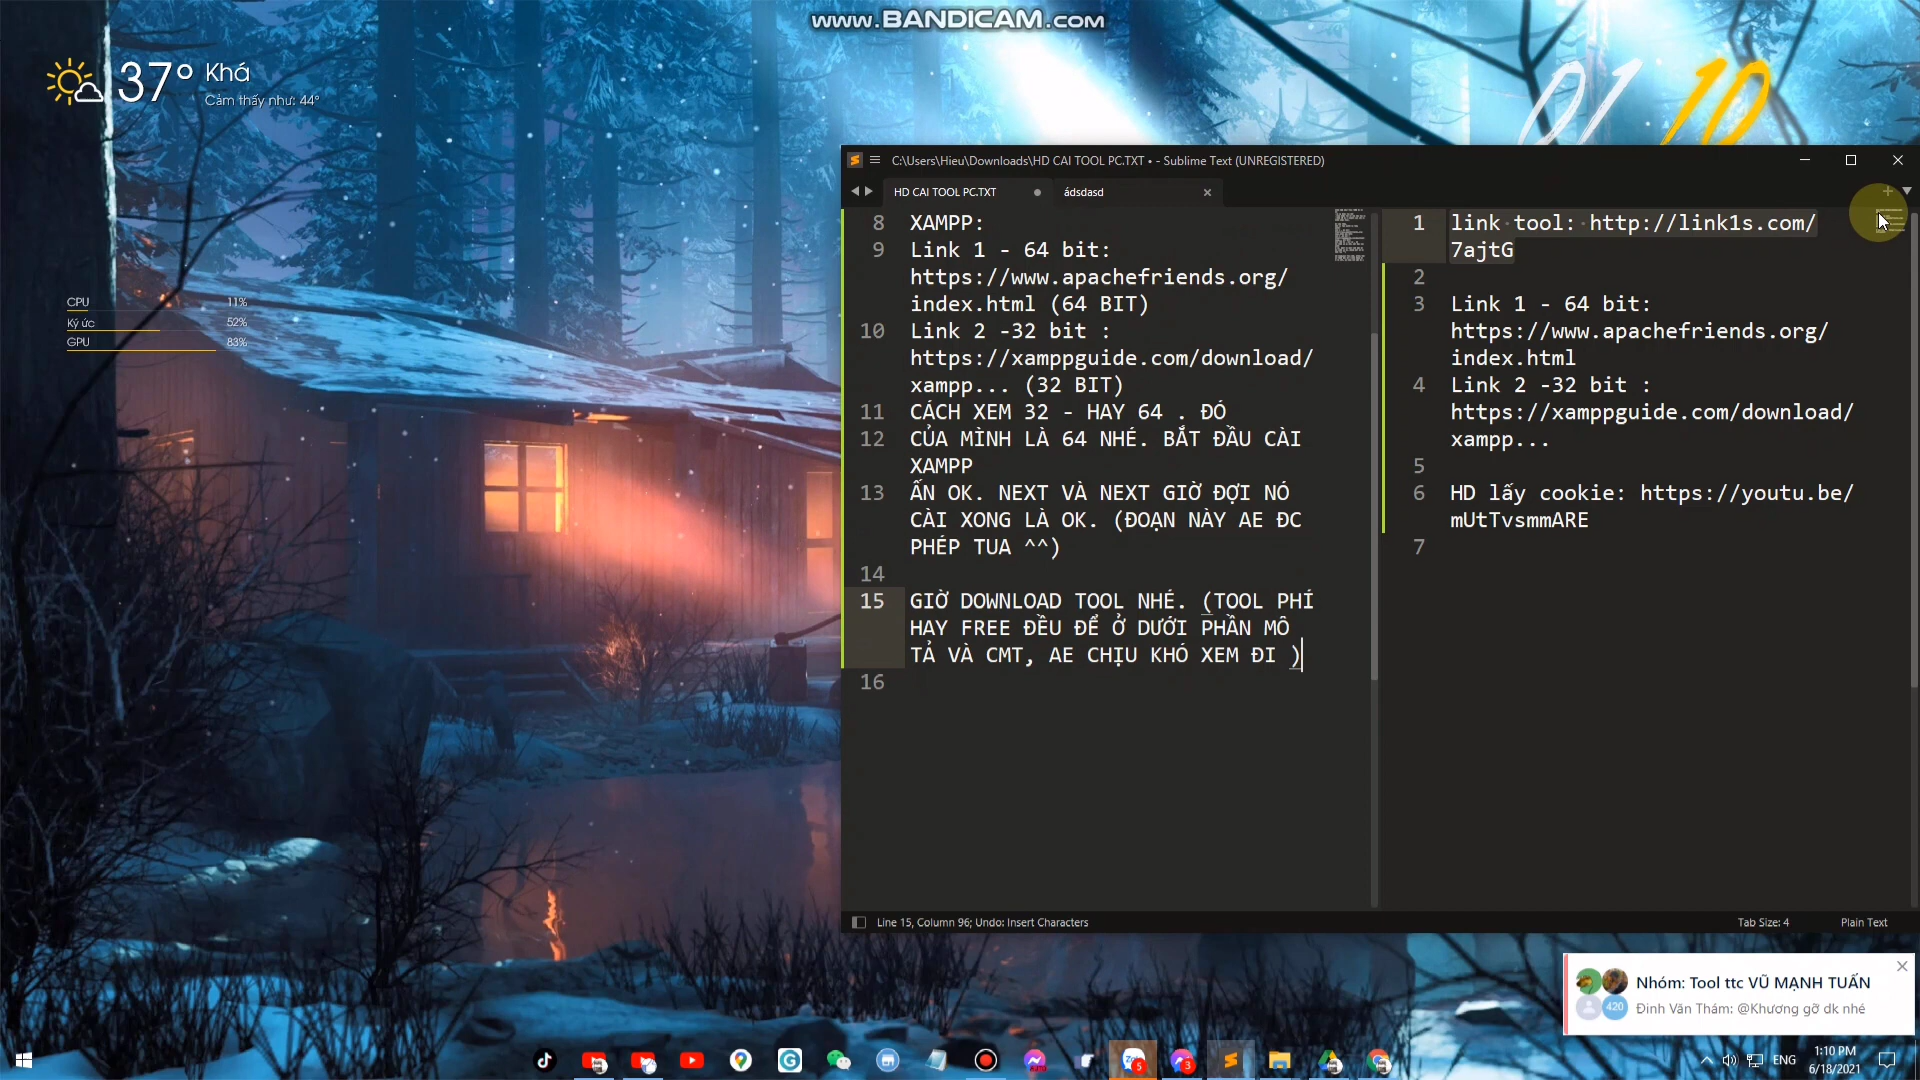 www.BANDICAM.com
37° Khá
Cảm thấy như: 44°
01 10
CPU 11%
Ký ức 52%
GPU 83%
C:\Users\Hieu\Downloads\HD CAI TOOL PC.TXT • - Sublime Text (UNREGISTERED)
HD CAI TOOL PC.TXT
ádsdasd
8 XAMPP:
9 Link 1 - 64 bit:
https://www.apachefriends.org/
index.html (64 BIT)
10 Link 2 -32 bit :
https://xamppguide.com/download/
xampp... (32 BIT)
11 CÁCH XEM 32 - HAY 64 . ĐÓ
12 CỦA MÌNH LÀ 64 NHÉ. BẮT ĐẦU CÀI
XAMPP
13 ẤN OK. NEXT VÀ NEXT GIỜ ĐỢI NÓ
CÀI XONG LÀ OK. (ĐOẠN NÀY AE ĐC
PHÉP TUA ^^)
14
15 GIỜ DOWNLOAD TOOL NHÉ. (TOOL PHÍ
HAY FREE ĐỀU ĐỂ Ở DƯỚI PHẦN MÔ
TẢ VÀ CMT, AE CHỊU KHÓ XEM ĐI )
16
1 link tool: http://link1s.com/
7ajtG
2
3 Link 1 - 64 bit:
https://www.apachefriends.org/
index.html
4 Link 2 -32 bit :
https://xamppguide.com/download/
xampp...
5
6 HD lấy cookie: https://youtu.be/
mUtTvsmmARE
7
Line 15, Column 96; Undo: Insert Characters
Tab Size: 4
Plain Text
Nhóm: Tool ttc VŨ MẠNH TUẤN
420
Đinh Văn Thám: @Khương gỡ dk nhé
Zalo
5
3
ENG
1:10 PM
6/18/2021